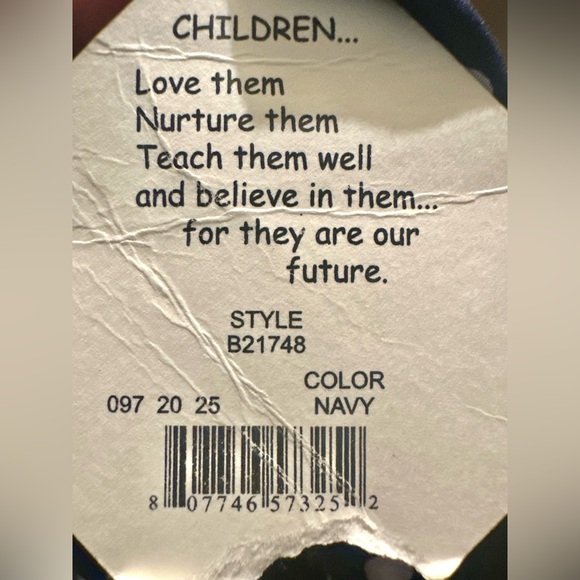 CHILDREN...
Love them
Nurture them
Teach them well
and believe in them...
for they are our
future.
STYLE
B21748
COLOR
097 20 25 NAVY
8 07746 57325 2